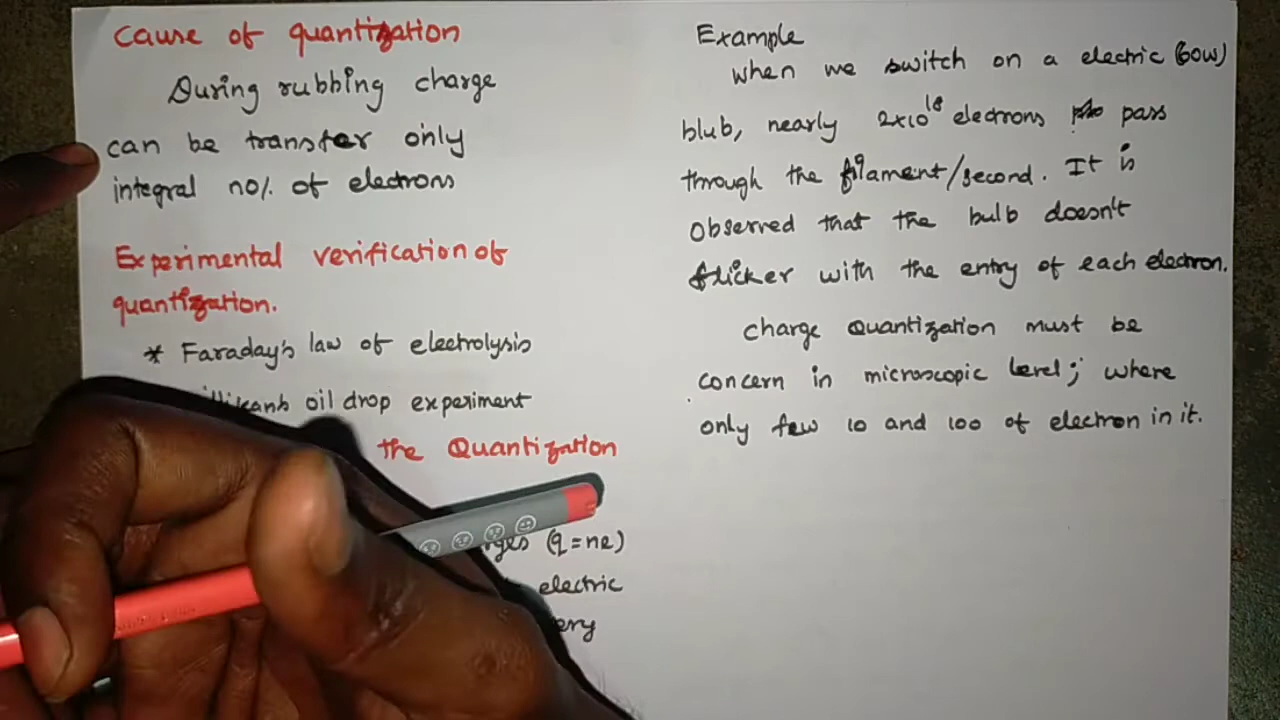 Cause of quantization
During rubbing charge
can be transfer only
integral no/. of electrons
Experimental verification of
quantization.
* Faraday's law of electrolysis
oil drop experiment
the Quantization
(q=ne)
electric
Example
When we switch on a electric (60W)
blub, nearly 2x10^18 electrons pass
through the filament/second. It is
observed that the bulb doesn't
flicker with the entry of each electron.
charge Quantization must be
concern in microscopic level; where
only few 10 and 100 of electron in it.